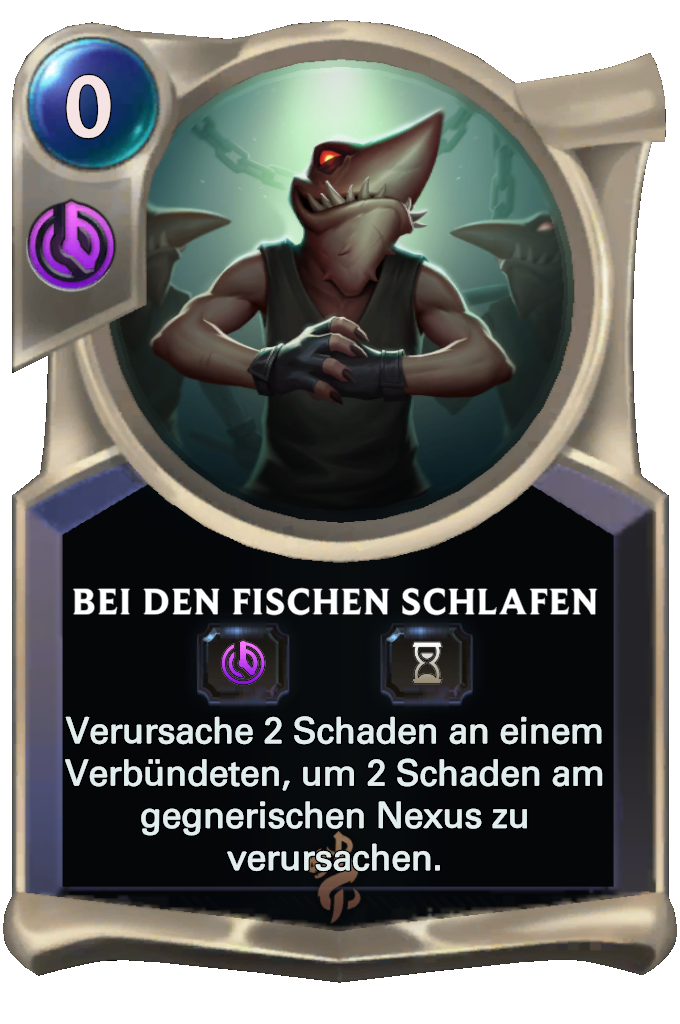 0
BEI DEN FISCHEN SCHLAFEN
Verursache 2 Schaden an einem
Verbündeten, um 2 Schaden am
gegnerischen Nexus zu
verursachen.